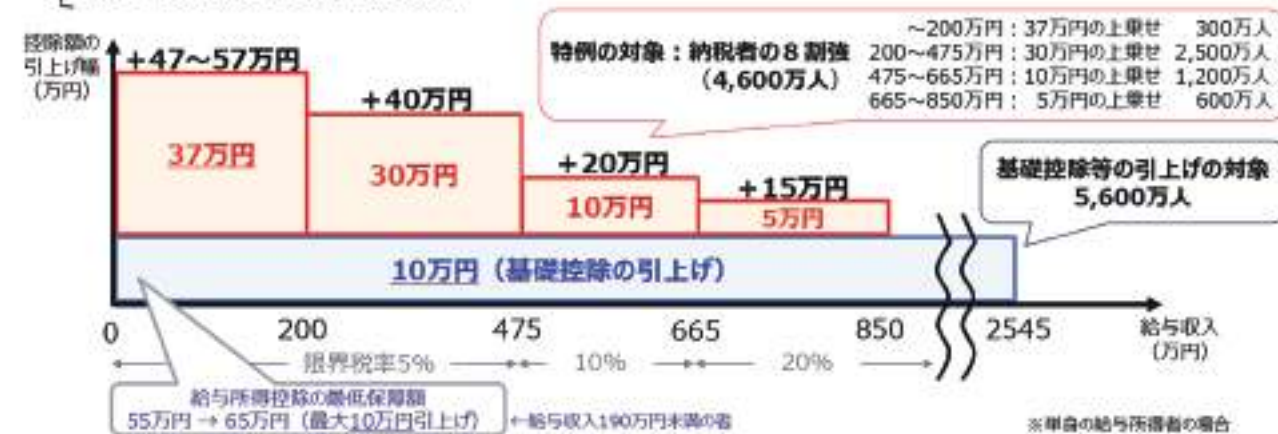 控除額の
引上げ幅
(万円)
+47～57万円
+40万円
+20万円
+15万円
37万円
30万円
10万円
5万円
特例の対象：納税者の８割強
(4,600万人)
～200万円：37万円の上乗せ 300万人
200～475万円：30万円の上乗せ 2,500万人
475～665万円：10万円の上乗せ 1,200万人
665～850万円： 5万円の上乗せ 600万人
基礎控除等の引上げの対象
5,600万人
10万円（基礎控除の引上げ）
0 200 475 665 850 2545
給与収入
(万円)
限界税率5% 10% 20%
給与所得控除の最低保障額
55万円 → 65万円（最大10万円引上げ）
←給与収入190万円未満の者
※単身の給与所得者の場合